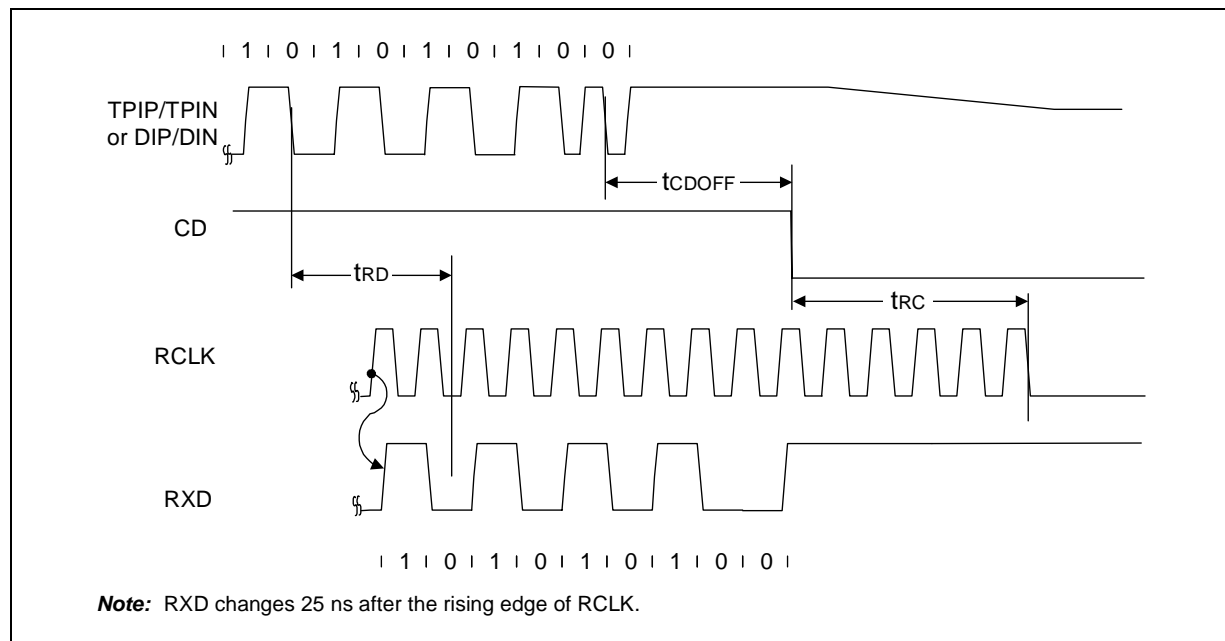 1 0 1 0 1 0 1 0 0
TPIP/TPIN
or DIP/DIN
tCDOFF
CD
tRD
tRC
RCLK
RXD
1 0 1 0 1 0 1 0 0
Note: RXD changes 25 ns after the rising edge of RCLK.